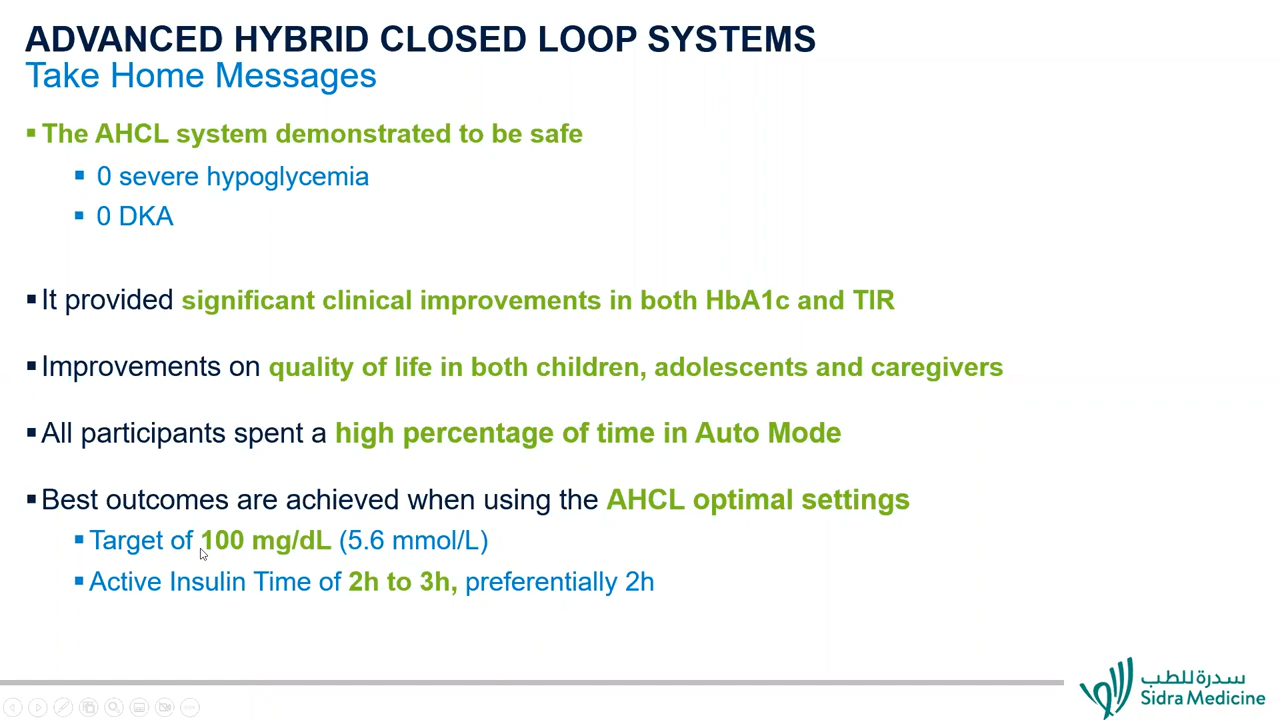 ADVANCED HYBRID CLOSED LOOP SYSTEMS
Take Home Messages
▪ The AHCL system demonstrated to be safe
▪ 0 severe hypoglycemia
▪ 0 DKA
▪ It provided significant clinical improvements in both HbA1c and TIR
▪ Improvements on quality of life in both children, adolescents and caregivers
▪ All participants spent a high percentage of time in Auto Mode
▪ Best outcomes are achieved when using the AHCL optimal settings
▪ Target of 100 mg/dL (5.6 mmol/L)
▪ Active Insulin Time of 2h to 3h, preferentially 2h
سدرة للطب
Sidra Medicine